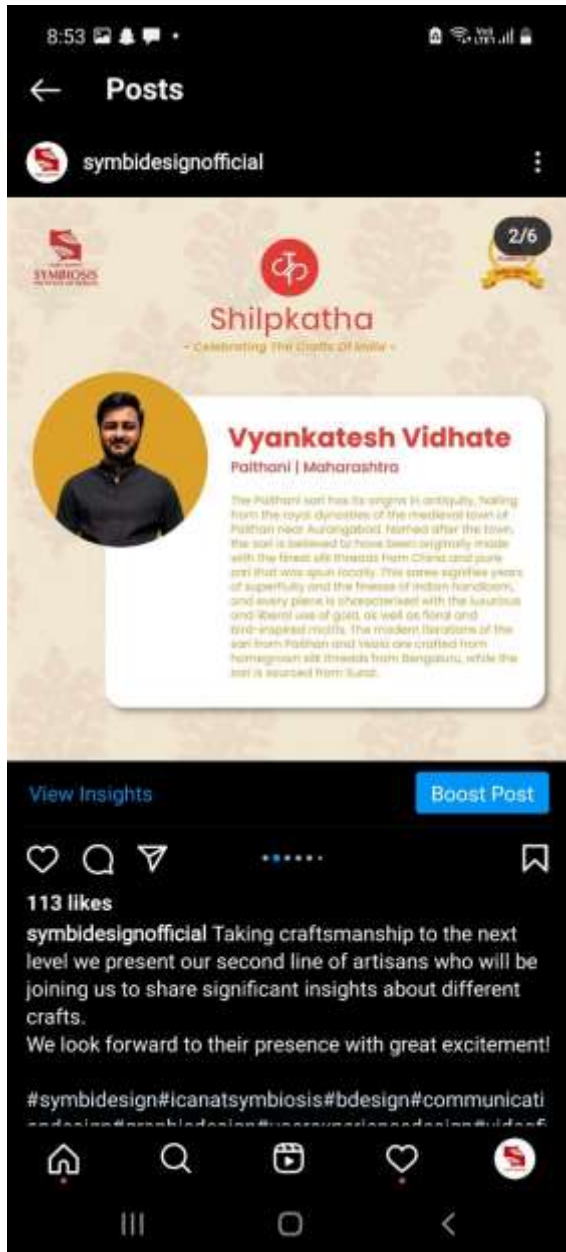 8:53
Posts
symbidesignofficial
2/6
SYMBIOSIS
Shilpkatha
- Celebrating The Crafts Of India -
Vyankatesh Vidhate
Paithani | Maharashtra
The Paithani sari has its origins in antiquity, hailing
from the royal dynasties of the medieval town of
Paithan near Aurangabad. Named after the town,
the sari is believed to have been originally made
with the finest silk threads from China and pure
zari that was spun locally. This saree signifies years
of superfluity and the finesse of Indian handloom,
and every piece is characterised with the luxurious
and liberal use of gold, as well as floral and
bird-inspired motifs. The modern iterations of the
sari from Paithan and Yeola are crafted from
homegrown silk threads from Bengaluru, while the
zari is sourced from Surat.
View Insights
Boost Post
113 likes
symbidesignofficial Taking craftsmanship to the next
level we present our second line of artisans who will be
joining us to share significant insights about different
crafts.
We look forward to their presence with great excitement!
#symbidesign#icanatsymbiosis#bdesign#communicati